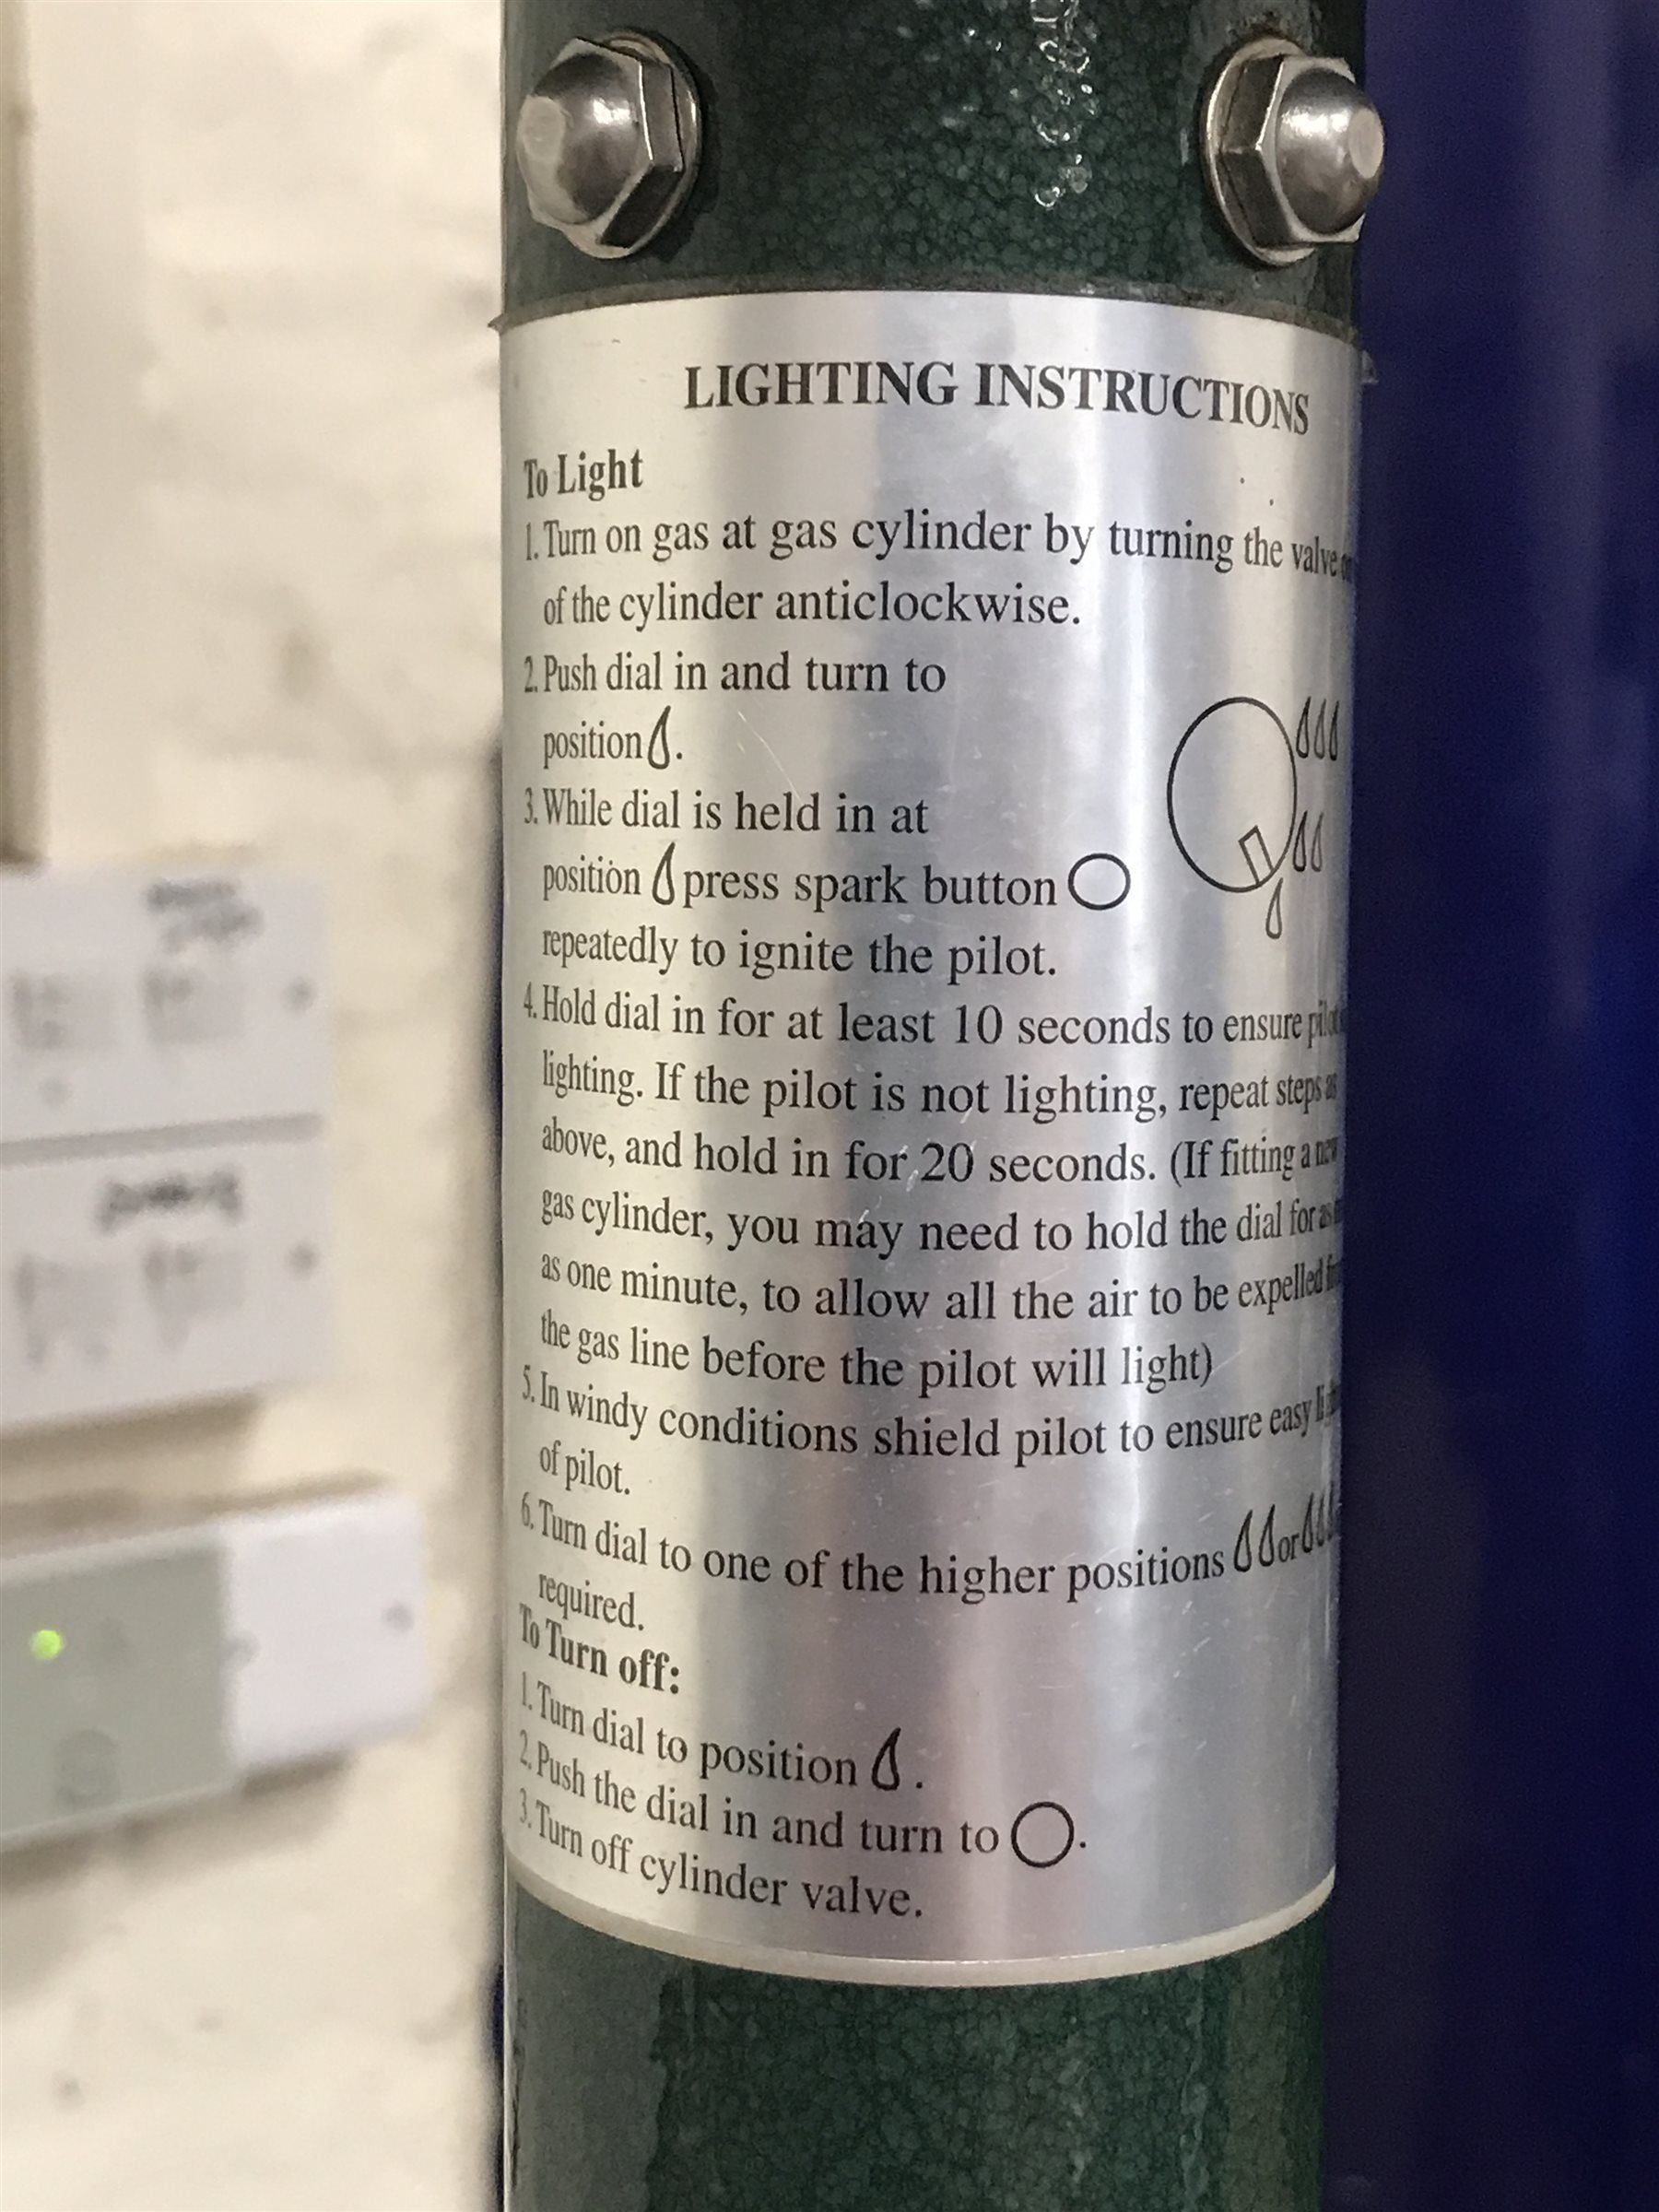 LIGHTING INSTRUCTIONS
To Light
1. Turn on gas at gas cylinder by turning the valve
of the cylinder anticlockwise.
2. Push dial in and turn to
position.
3. While dial is held in at
position press spark button
repeatedly to ignite the pilot.
4. Hold dial in for at least 10 seconds to ensure pilot
lighting. If the pilot is not lighting, repeat steps as
above, and hold in for 20 seconds. (If fitting a new
gas cylinder, you may need to hold the dial for as
as one minute, to allow all the air to be expelled
the gas line before the pilot will light)
5. In windy conditions shield pilot to ensure easy
of pilot.
6. Turn dial to one of the higher positions or
required.
To Turn off:
1. Turn dial to position .
2. Push the dial in and turn to .
3. Turn off cylinder valve.